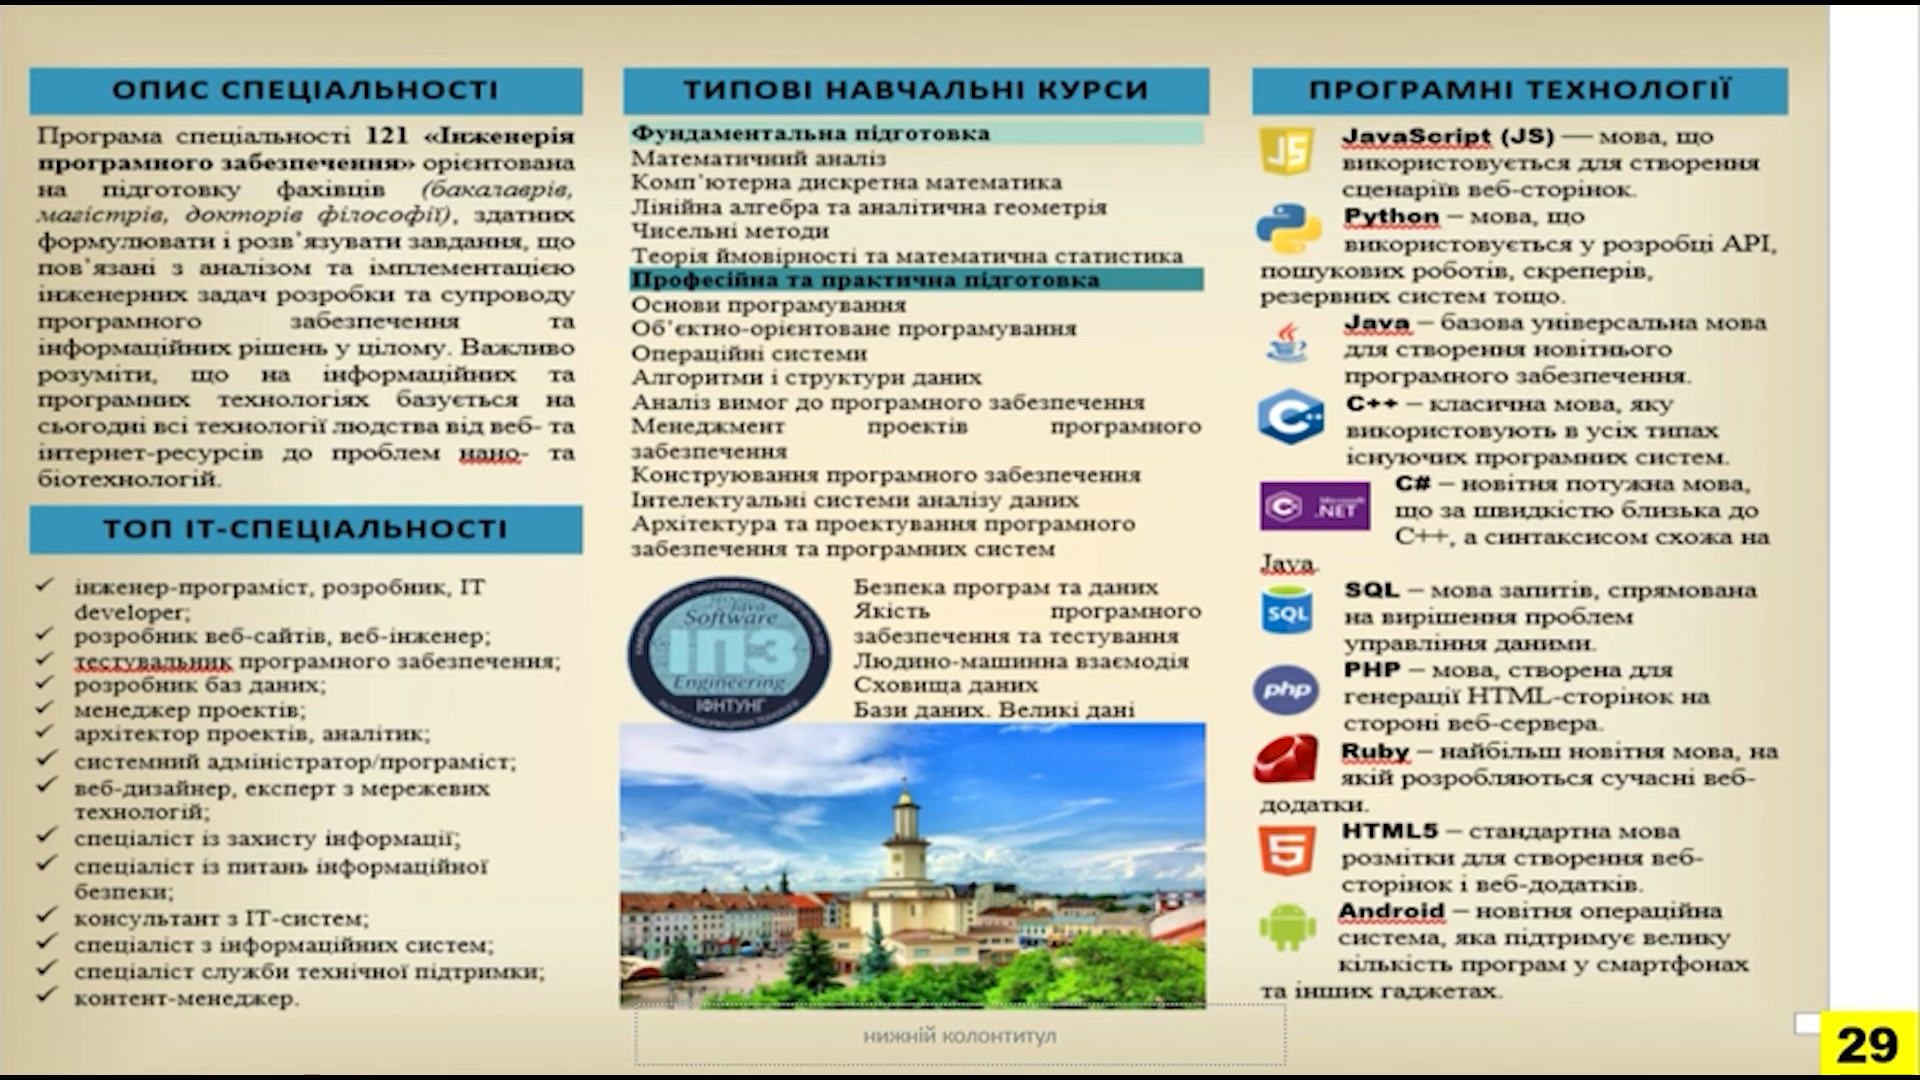 ОПИС СПЕЦІАЛЬНОСТІ
Програма спеціальності 121 «Інженерія
програмного забезпечення» орієнтована
на підготовку фахівців (бакалаврів,
магістрів, докторів філософії), здатних
формулювати і розв'язувати завдання, що
пов'язані з аналізом та імплементацією
інженерних задач розробки та супроводу
програмного забезпечення та
інформаційних рішень у цілому. Важливо
розуміти, що на інформаційних та
програмних технологіях базується на
сьогодні всі технології людства від веб- та
інтернет-ресурсів до проблем нано- та
біотехнологій.
ТОП ІТ-СПЕЦІАЛЬНОСТІ
✓ інженер-програміст, розробник, ІТ
developer;
✓ розробник веб-сайтів, веб-інженер;
✓ тестувальник програмного забезпечення;
✓ розробник баз даних;
✓ менеджер проектів;
✓ архітектор проектів, аналітик;
✓ системний адміністратор/програміст;
✓ веб-дизайнер, експерт з мережевих
технологій;
✓ спеціаліст із захисту інформації;
✓ спеціаліст із питань інформаційної
безпеки;
✓ консультант з ІТ-систем;
✓ спеціаліст з інформаційних систем;
✓ спеціаліст служби технічної підтримки;
✓ контент-менеджер.
ТИПОВІ НАВЧАЛЬНІ КУРСИ
Фундаментальна підготовка
Математичний аналіз
Комп'ютерна дискретна математика
Лінійна алгебра та аналітична геометрія
Чисельні методи
Теорія ймовірності та математична статистика
Професійна та практична підготовка
Основи програмування
Об'єктно-орієнтоване програмування
Операційні системи
Алгоритми і структури даних
Аналіз вимог до програмного забезпечення
Менеджмент проектів програмного
забезпечення
Конструювання програмного забезпечення
Інтелектуальні системи аналізу даних
Архітектура та проектування програмного
забезпечення та програмних систем
Безпека програм та даних
Якість програмного
забезпечення та тестування
Людино-машинна взаємодія
Сховища даних
Бази даних. Великі дані
Java
Software
ІПЗ
Engineering
ІФНТУНГ
нижній колонтитул
ПРОГРАМНІ ТЕХНОЛОГІЇ
JS
JavaScript (JS) — мова, що
використовується для створення
сценаріїв веб-сторінок.
Python – мова, що
використовується у розробці API,
пошукових роботів, скреперів,
резервних систем тощо.
Java – базова універсальна мова
для створення новітнього
програмного забезпечення.
C++
C++ – класична мова, яку
використовують в усіх типах
існуючих програмних систем.
C Microsoft .NET
C# – новітня потужна мова,
що за швидкістю близька до
C++, а синтаксисом схожа на
Java.
SQL
SQL – мова запитів, спрямована
на вирішення проблем
управління даними.
php
PHP – мова, створена для
генерації HTML-сторінок на
стороні веб-сервера.
Ruby – найбільш новітня мова, на
якій розробляються сучасні веб-
додатки.
5
HTML5 – стандартна мова
розмітки для створення веб-
сторінок і веб-додатків.
Android – новітня операційна
система, яка підтримує велику
кількість програм у смартфонах
та інших гаджетах.
29